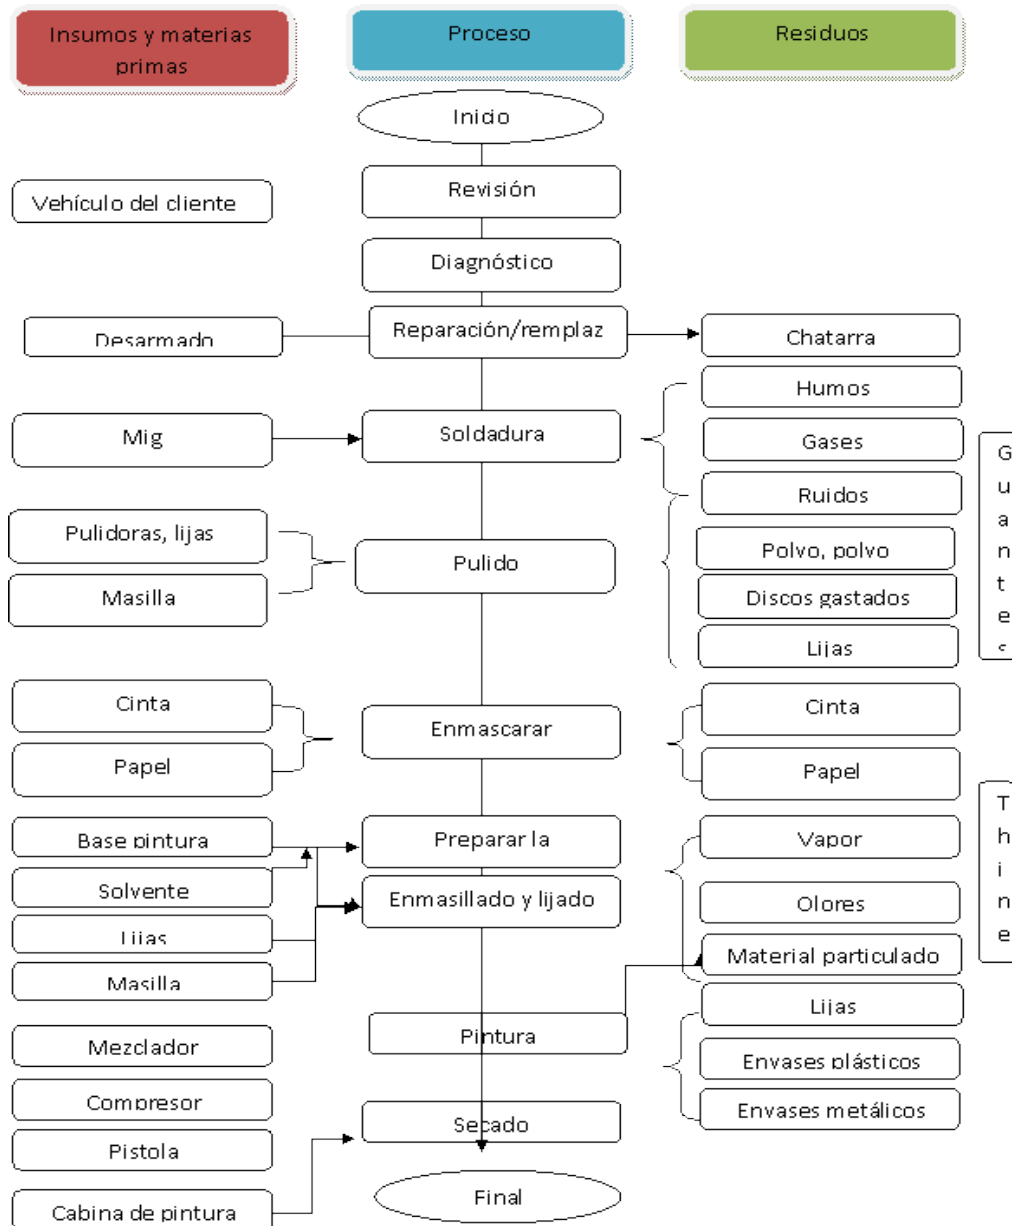 Insumos y materias
primas
Proceso
Residuos
Inicio
Vehículo del cliente
Revisión
Diagnóstico
Desarmado
Reparación/remplaz
Chatarra
Humos
Mig
Soldadura
Gases
Ruidos
Pulidoras, lijas
Masilla
Pulido
Polvo, polvo
Discos gastados
Lijas
G
u
a
n
t
e
s
Cinta
Papel
Enmascarar
Cinta
Papel
Base pintura
Solvente
Lijas
Masilla
Preparar la
Enmasillado y lijado
Vapor
Olores
Material particulado
Lijas
T
h
i
n
e
Mezclador
Compresor
Pistola
Cabina de pintura
Pintura
Secado
Envases plásticos
Envases metálicos
Final